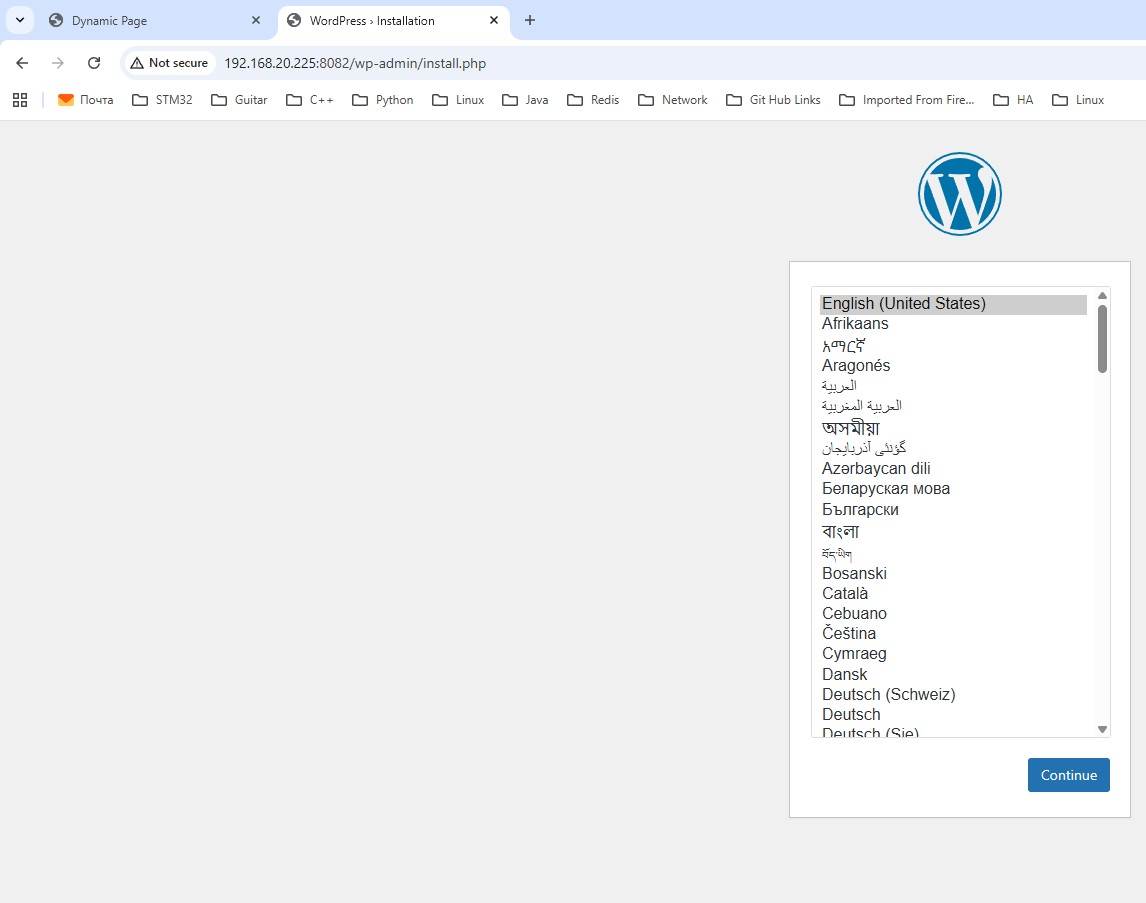 Dynamic Page
WordPress › Installation
Not secure
192.168.20.225:8082/wp-admin/install.php
Почта
STM32
Guitar
C++
Python
Linux
Java
Redis
Network
Git Hub Links
Imported From Fire...
HA
Linux
English (United States)
Afrikaans
አማርኛ
Aragonés
العربية
العربية المغربية
অসমীয়া
گؤنئی آذربایجان
Azərbaycan dili
Беларуская мова
Български
বাংলা
བོད་ཡིག
Bosanski
Català
Cebuano
Čeština
Cymraeg
Dansk
Deutsch (Schweiz)
Deutsch
Deutsch (Sie)
Continue